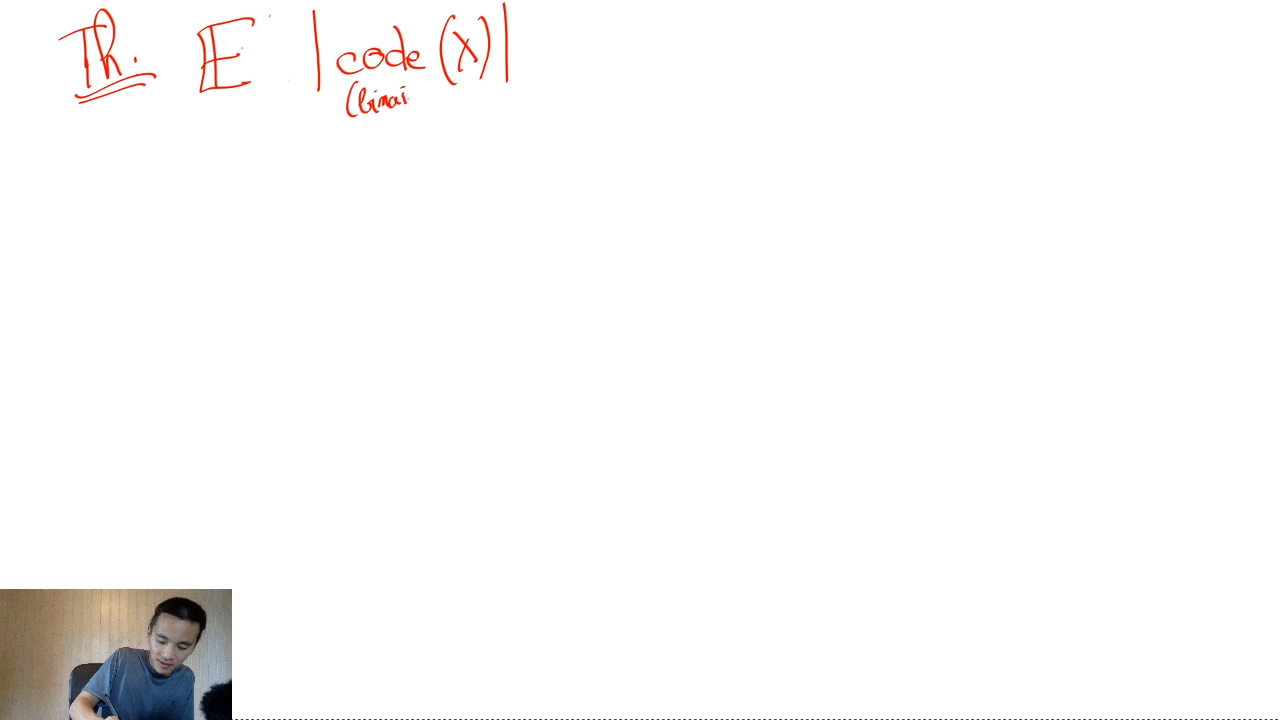 Th. 𝔼 |code(X)|
(binai